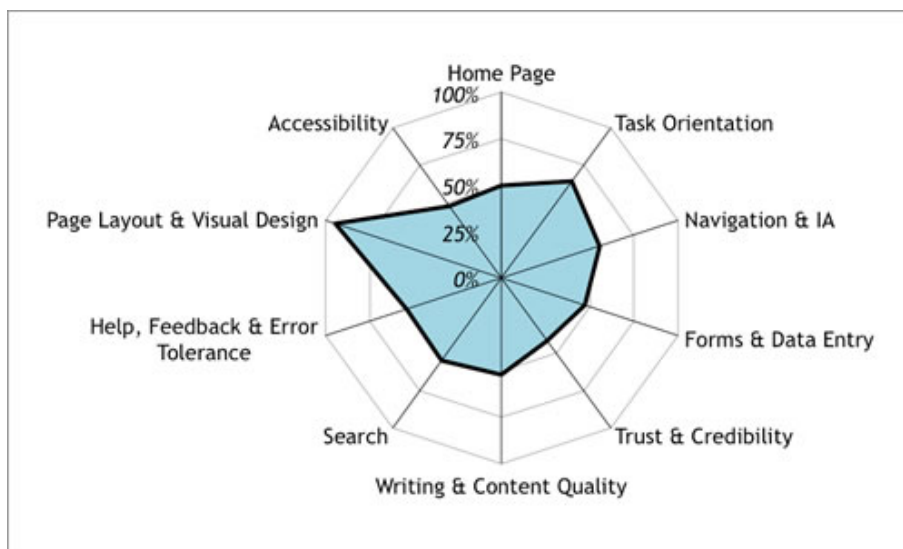 Home Page
100%
Accessibility
Task Orientation
75%
50%
Page Layout & Visual Design
Navigation & IA
25%
0%
Help, Feedback & Error
Tolerance
Forms & Data Entry
Search
Trust & Credibility
Writing & Content Quality